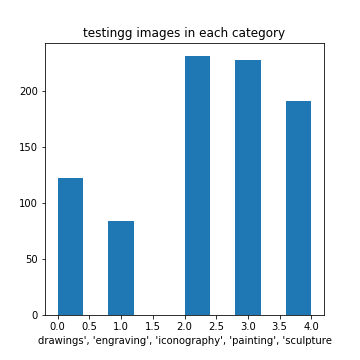 testingg images in each category
200
150
100
50
0
0.0 0.5 1.0 1.5 2.0 2.5 3.0 3.5 4.0
drawings', 'engraving', 'iconography', 'painting', 'sculpture